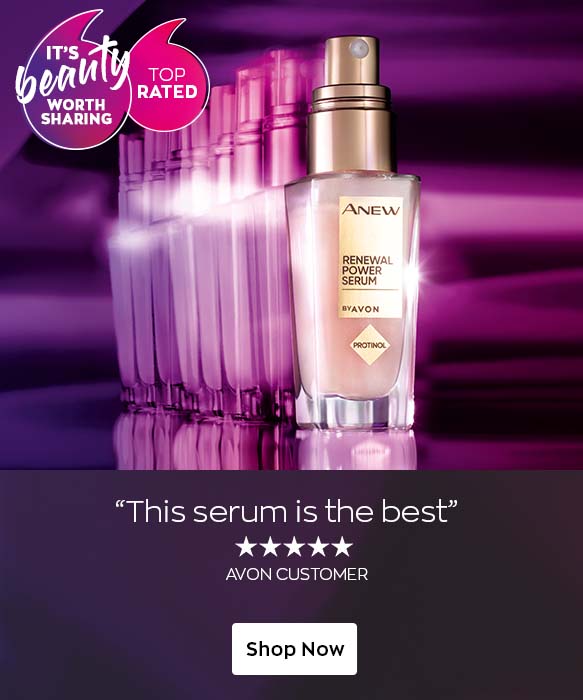 IT'S
beauty
WORTH
SHARING
TOP
RATED
ANEW
RENEWAL
POWER
SERUM
BY AVON
PROTINOL
“This serum is the best”
★★★★★
AVON CUSTOMER
Shop Now